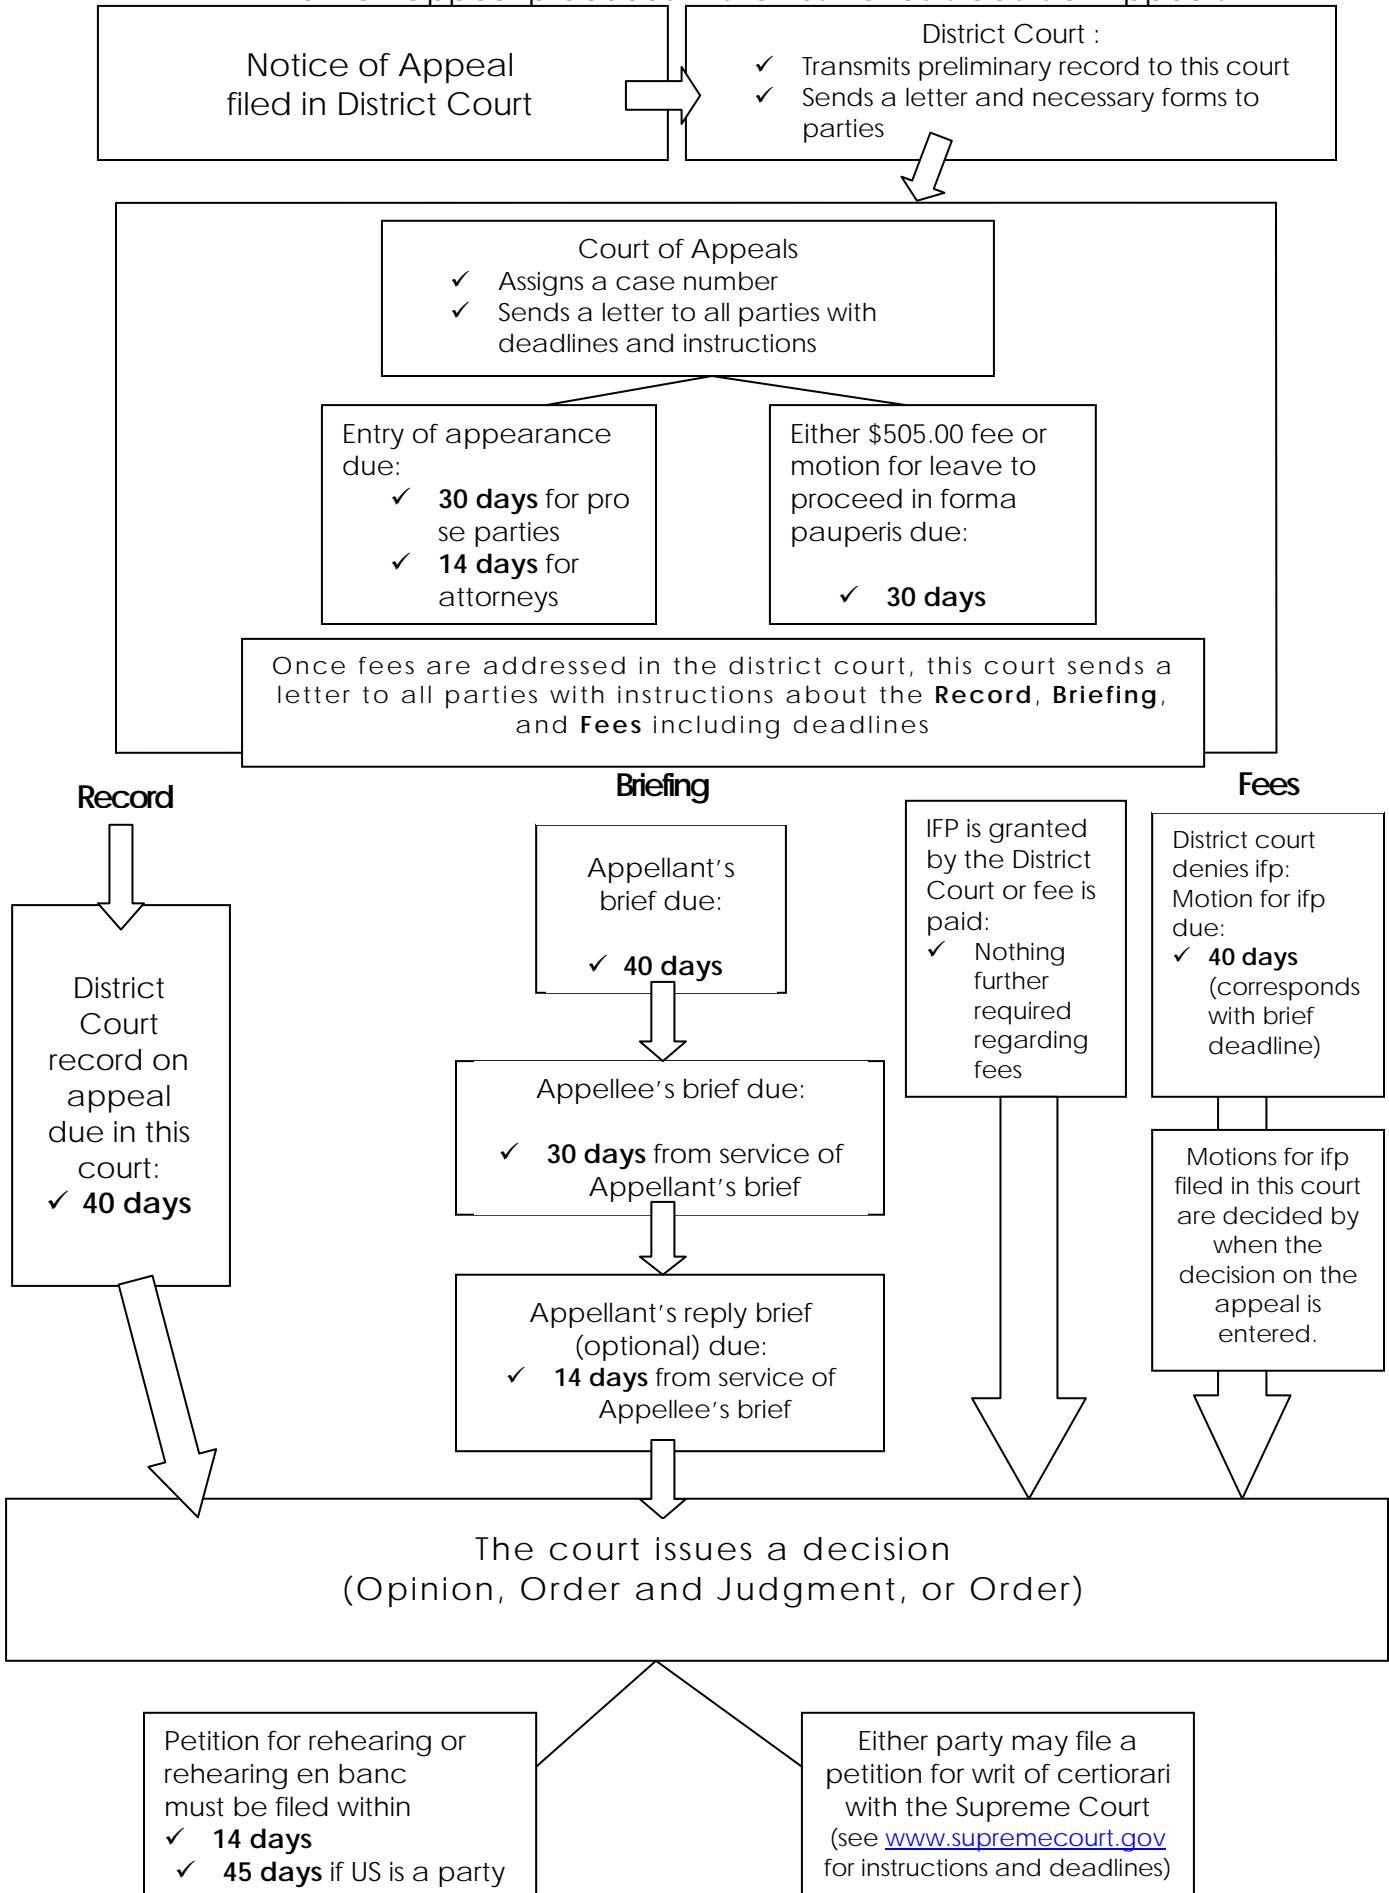 Notice of Appeal
filed in District Court
District Court :
✓ Transmits preliminary record to this court
✓ Sends a letter and necessary forms to
parties
Court of Appeals
✓ Assigns a case number
✓ Sends a letter to all parties with
deadlines and instructions
Entry of appearance
due:
✓ 30 days for pro
se parties
✓ 14 days for
attorneys
Either $505.00 fee or
motion for leave to
proceed in forma
pauperis due:
✓ 30 days
Once fees are addressed in the district court, this court sends a
letter to all parties with instructions about the Record, Briefing,
and Fees including deadlines
Record
District
Court
record on
appeal
due in this
court:
✓ 40 days
Briefing
Appellant's
brief due:
✓ 40 days
Appellee's brief due:
✓ 30 days from service of
Appellant's brief
Appellant's reply brief
(optional) due:
✓ 14 days from service of
Appellee's brief
Fees
IFP is granted
by the District
Court or fee is
paid:
✓ Nothing
further
required
regarding
fees
District court
denies ifp:
Motion for ifp
due:
✓ 40 days
(corresponds
with brief
deadline)
Motions for ifp
filed in this court
are decided by
when the
decision on the
appeal is
entered.
The court issues a decision
(Opinion, Order and Judgment, or Order)
Petition for rehearing or
rehearing en banc
must be filed within
✓ 14 days
✓ 45 days if US is a party
Either party may file a
petition for writ of certiorari
with the Supreme Court
(see www.supremecourt.gov
for instructions and deadlines)